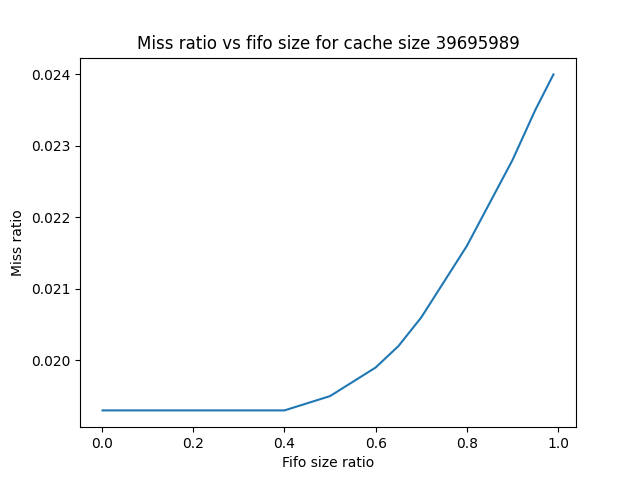 Miss ratio vs fifo size for cache size 39695989
0.024
0.023
0.022
0.021
0.020
Miss ratio
0.0 0.2 0.4 0.6 0.8 1.0
Fifo size ratio